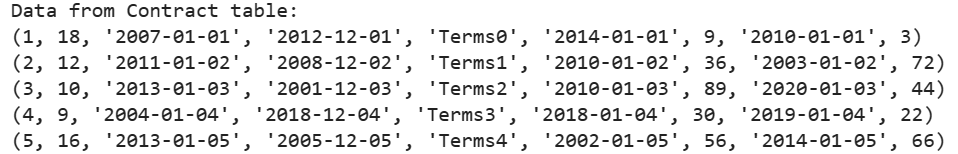 Data from Contract table:
(1, 18, '2007-01-01', '2012-12-01', 'Terms0', '2014-01-01', 9, '2010-01-01', 3)
(2, 12, '2011-01-02', '2008-12-02', 'Terms1', '2010-01-02', 36, '2003-01-02', 72)
(3, 10, '2013-01-03', '2001-12-03', 'Terms2', '2010-01-03', 89, '2020-01-03', 44)
(4, 9, '2004-01-04', '2018-12-04', 'Terms3', '2018-01-04', 30, '2019-01-04', 22)
(5, 16, '2013-01-05', '2005-12-05', 'Terms4', '2002-01-05', 56, '2014-01-05', 66)